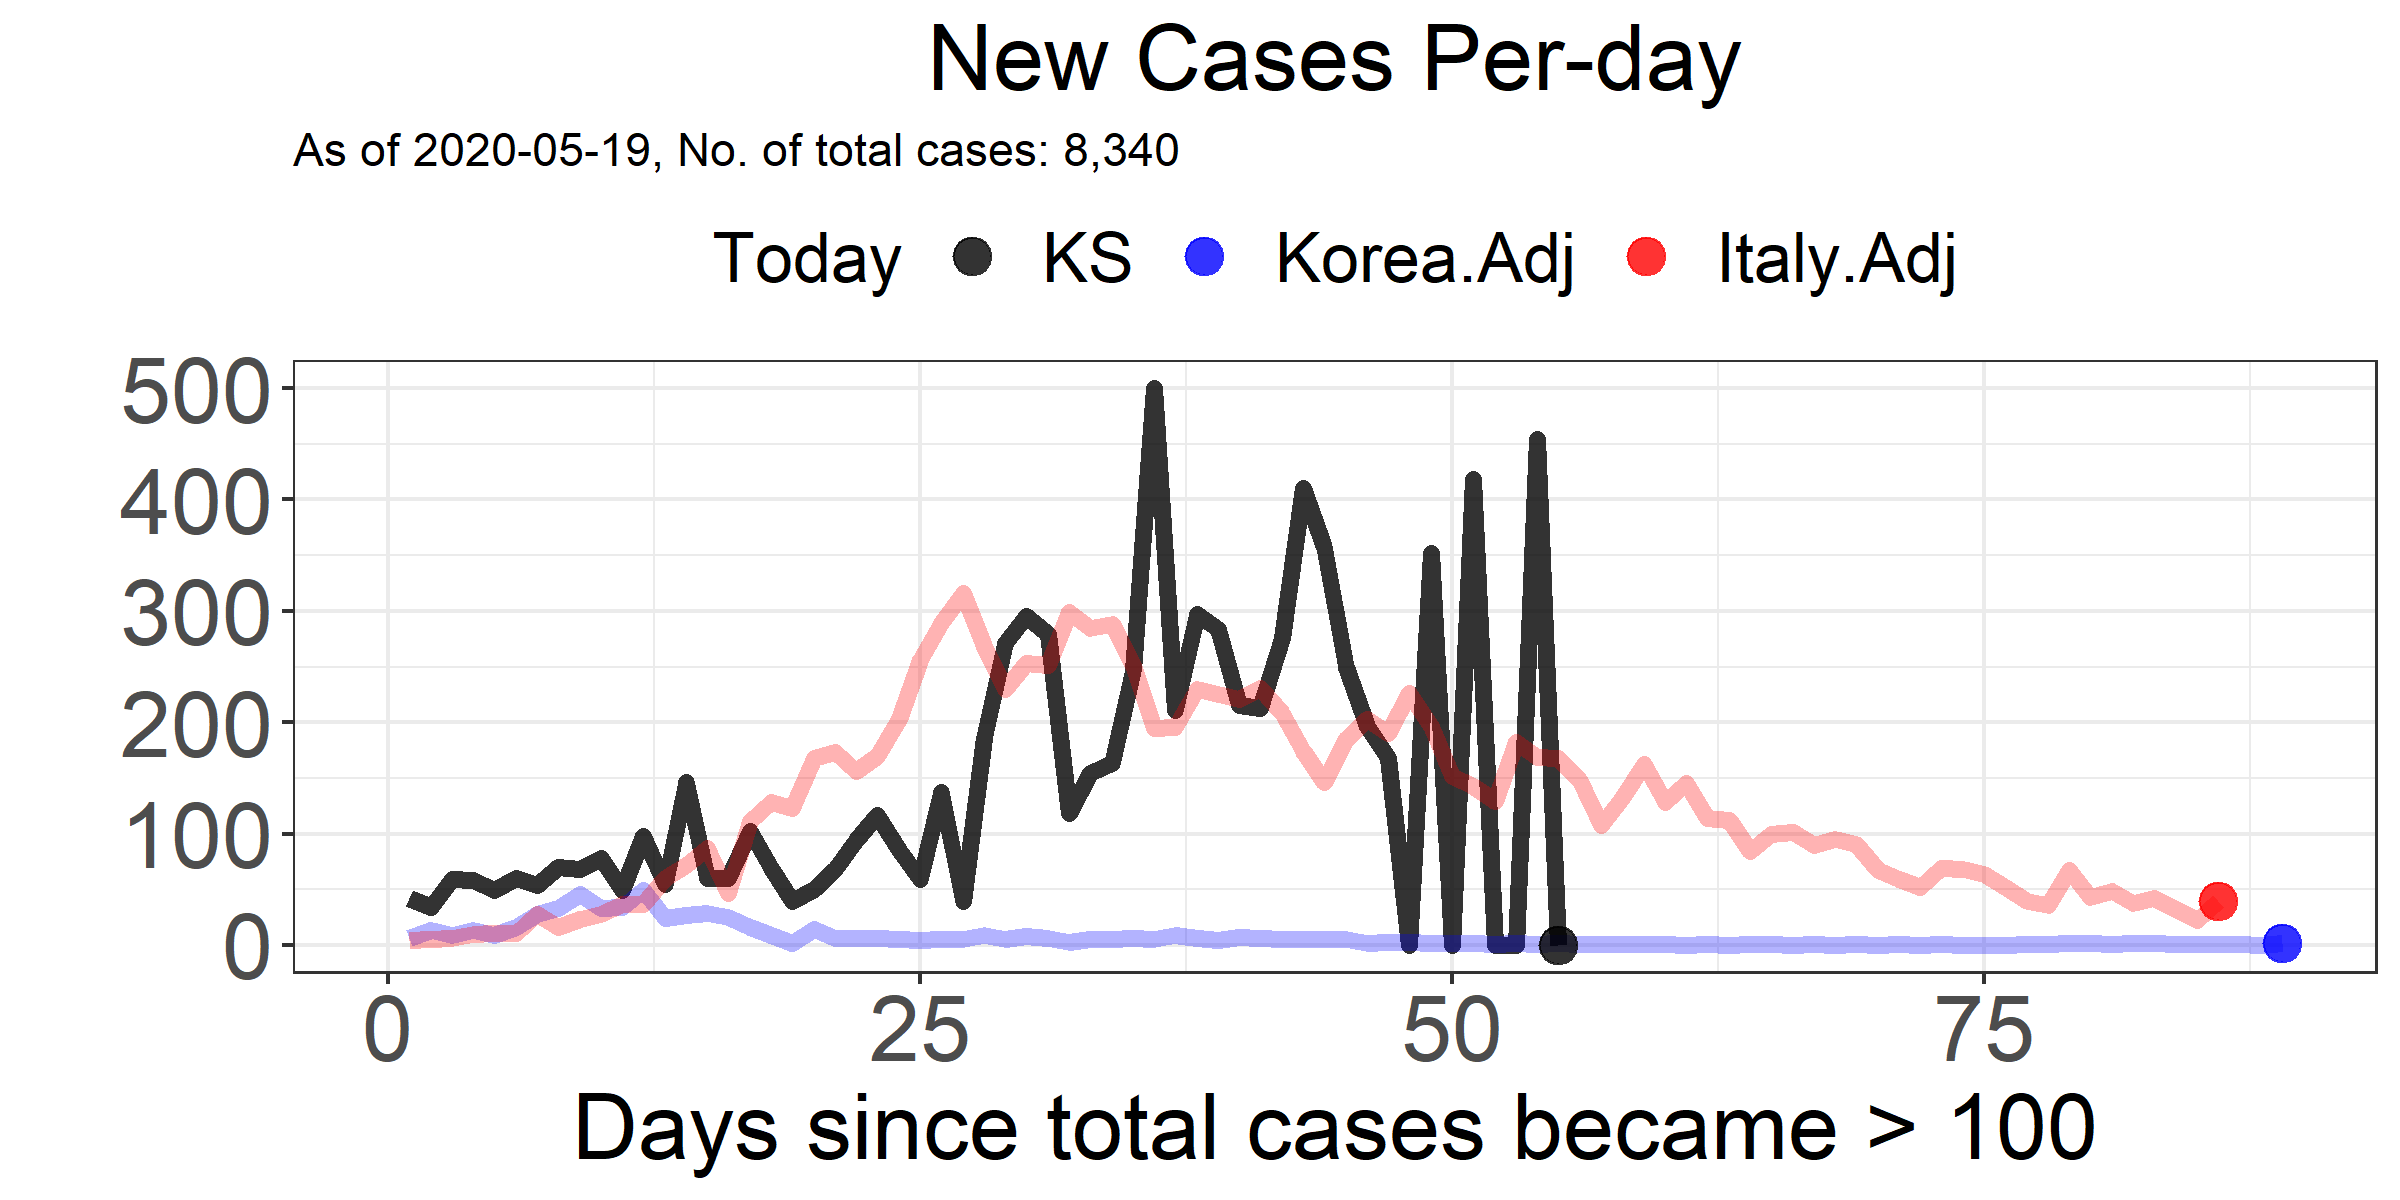 New Cases Per-day
As of 2020-05-19, No. of total cases: 8,340
Today KS Korea.Adj Italy.Adj
500
400
300
200
100
0
0 25 50 75
Days since total cases became > 100